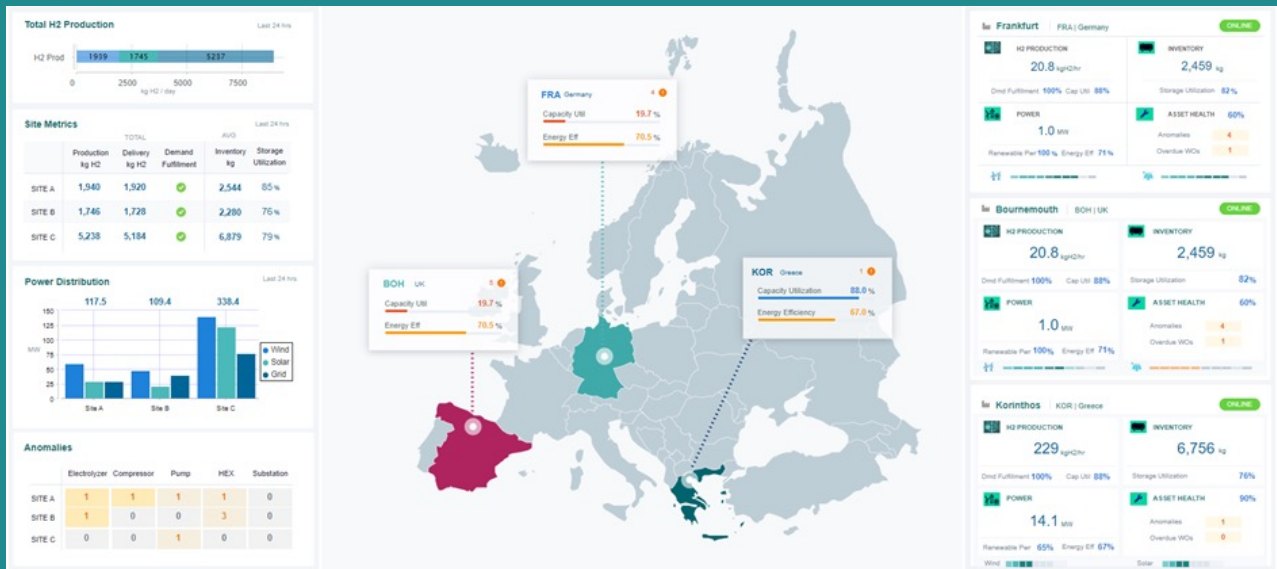 Total H2 Production Last 24 hrs
H2 Prod 1939 1745 5237
0 2500 5000 7500
kg H2 / day
Site Metrics Last 24 hrs
TOTAL AVG
Production kg H2 Delivery kg H2 Demand Fulfillment Inventory kg Storage Utilization
SITE A 1,940 1,920 2,544 85 %
SITE B 1,746 1,728 2,280 76 %
SITE C 5,238 5,184 6,879 79 %
Power Distribution Last 24 hrs
117.5 109.4 338.4
150
125
MW 100
75
50
25
0
Wind
Solar
Grid
Site A Site B Site C
Anomalies
Electrolyzer Compressor Pump HEX Substation
SITE A 1 1 1 1 0
SITE B 1 0 0 3 0
SITE C 0 0 1 0 0
FRA Germany 4
Capacity Util 19.7 %
Energy Eff 70.5 %
BOH UK 5
Capacity Util 19.7 %
Energy Eff 70.5 %
KOR Greece 1
Capacity Utilization 88.0 %
Energy Efficiency 67.0 %
Frankfurt FRA | Germany ONLINE
H2 PRODUCTION INVENTORY
20.8 kgH2/hr 2,459 kg
Dmd Fulfillment 100% Cap Util 88% Storage Utilization 82%
POWER ASSET HEALTH 60%
1.0 MW Anomalies 4
Overdue WOs 1
Renewable Pwr 100% Energy Eff 71%
Bournemouth BOH | UK ONLINE
H2 PRODUCTION INVENTORY
20.8 kgH2/hr 2,459 kg
Dmd Fulfillment 100% Cap Util 88% Storage Utilization 82%
POWER ASSET HEALTH 60%
1.0 MW Anomalies 4
Overdue WOs 1
Renewable Pwr 100% Energy Eff 71%
Korinthos KOR | Greece ONLINE
H2 PRODUCTION INVENTORY
229 kgH2/hr 6,756 kg
Dmd Fulfillment 100% Cap Util 88% Storage Utilization 76%
POWER ASSET HEALTH 90%
14.1 MW Anomalies 1
Overdue WOs 0
Renewable Pwr 65% Energy Eff 67%
Wind Solar